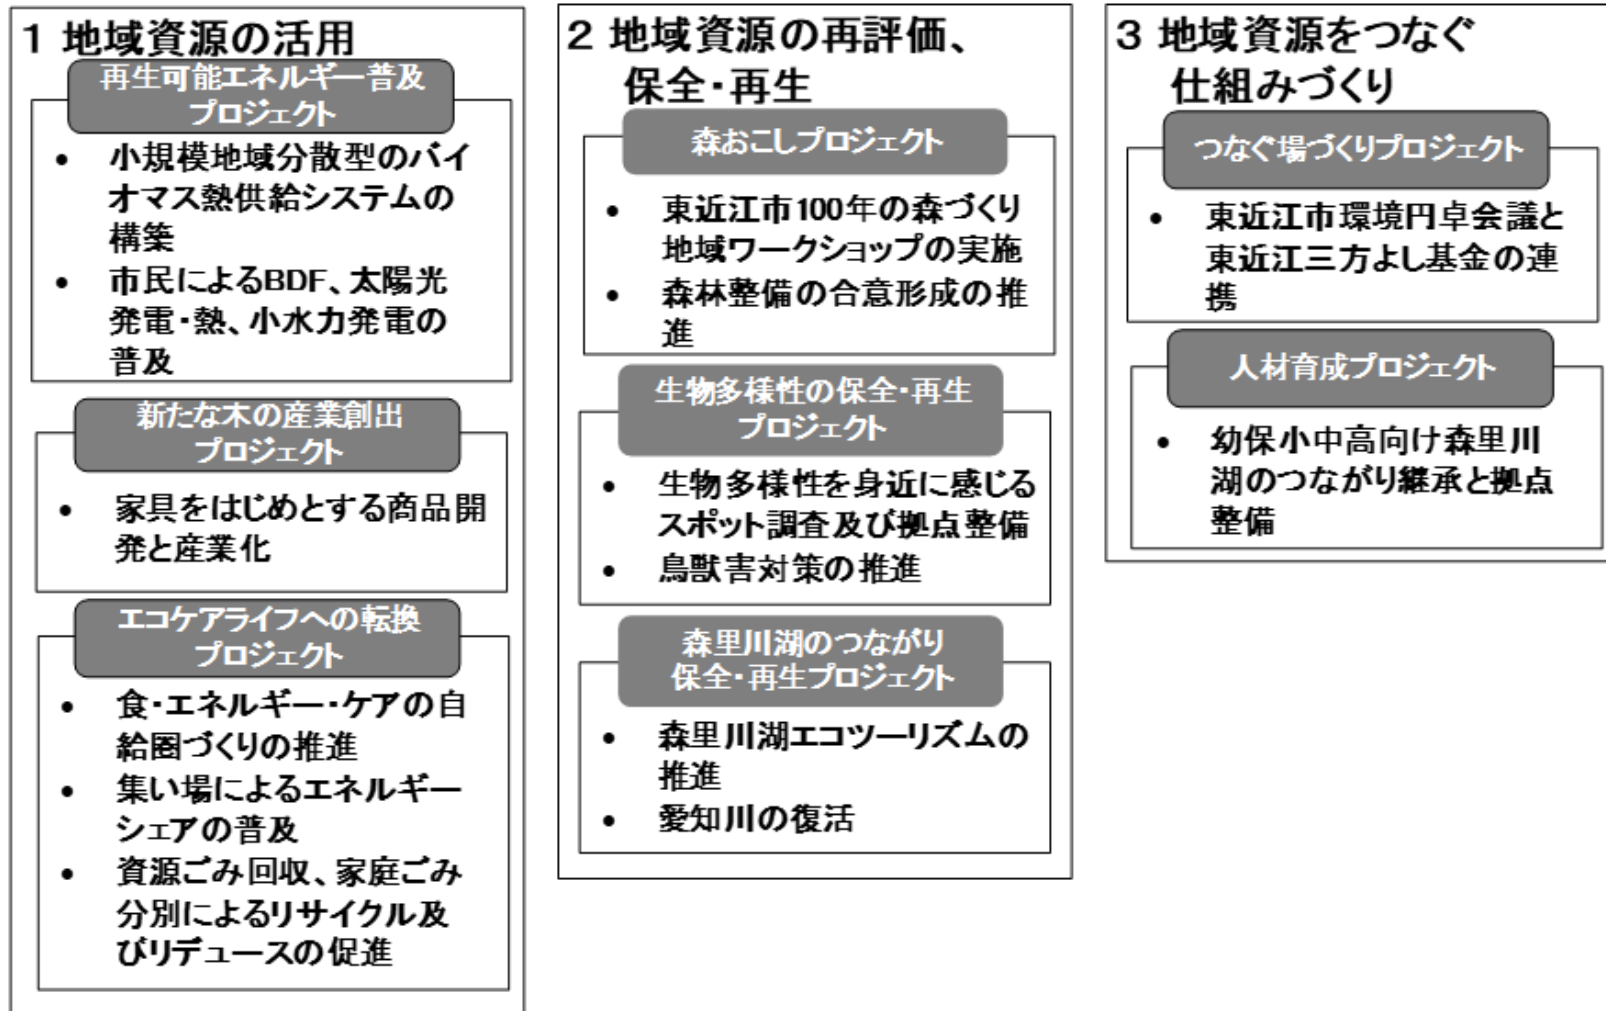 1 地域資源の活用
再生可能エネルギー普及
プロジェクト
• 小規模地域分散型のバイ
オマス熱供給システムの
構築
• 市民によるBDF、太陽光
発電・熱、小水力発電の
普及
新たな木の産業創出
プロジェクト
• 家具をはじめとする商品開
発と産業化
エコケアライフへの転換
プロジェクト
• 食・エネルギー・ケアの自
給圏づくりの推進
• 集い場によるエネルギー
シェアの普及
• 資源ごみ回収、家庭ごみ
分別によるリサイクル及
びリデュースの促進
2 地域資源の再評価、
保全・再生
森おこしプロジェクト
• 東近江市100年の森づくり
地域ワークショップの実施
• 森林整備の合意形成の推
進
生物多様性の保全・再生
プロジェクト
• 生物多様性を身近に感じる
スポット調査及び拠点整備
• 鳥獣害対策の推進
森里川湖のつながり
保全・再生プロジェクト
• 森里川湖エコツーリズムの
推進
• 愛知川の復活
3 地域資源をつなぐ
仕組みづくり
つなぐ場づくりプロジェクト
• 東近江市環境円卓会議と
東近江三方よし基金の連
携
人材育成プロジェクト
• 幼保小中高向け森里川
湖のつながり継承と拠点
整備